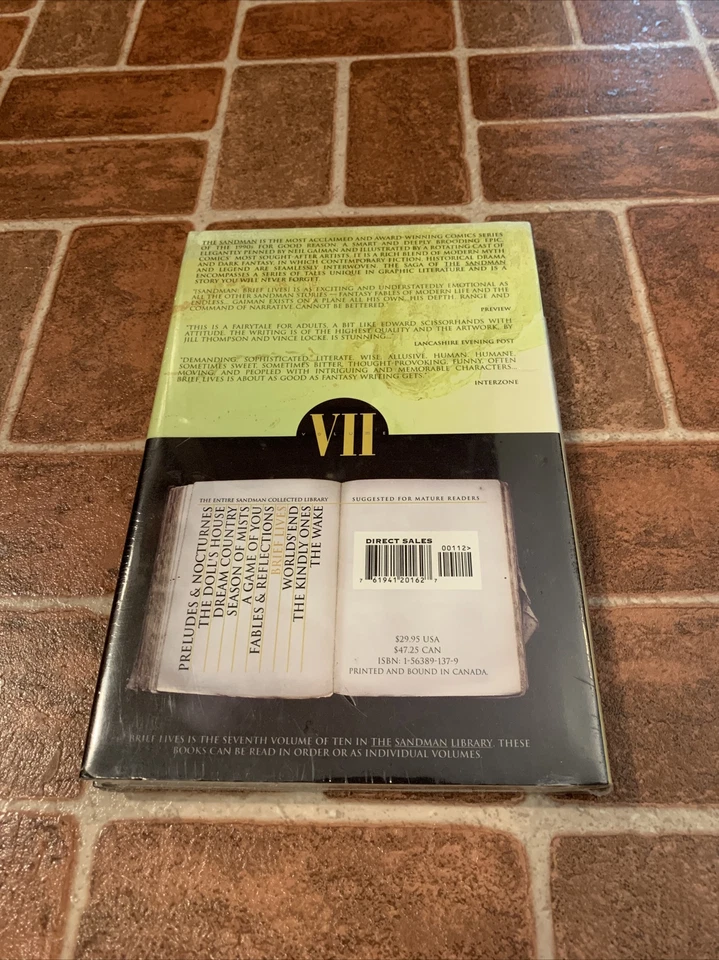 THE SANDMAN IS THE MOST ACCLAIMED AND AWARD-WINNING COMICS SERIES
OF THE 1990s FOR GOOD REASON: A SMART AND DEEPLY BROODING EPIC,
ELEGANTLY PENNED BY NEIL GAIMAN AND ILLUSTRATED BY A ROTATING CAST OF
COMICS' MOST SOUGHT-AFTER ARTISTS, IT IS A RICH BLEND OF MODERN MYTH
AND DARK FANTASY, IN WHICH CONTEMPORARY FICTION, HISTORICAL DRAMA,
AND LEGEND ARE SEAMLESSLY INTERWOVEN. THE SAGA OF THE SANDMAN
ENCOMPASSES A SERIES OF TALES UNIQUE IN GRAPHIC LITERATURE AND IS A
STORY YOU WILL NEVER FORGET.
"[SANDMAN: BRIEF LIVES] IS AS EXCITING AND UNDERSTATEDLY EMOTIONAL AS
ALL THE OTHER SANDMAN STORIES — FANTASY FABLES OF MODERN LIFE AND THE
ENDLESS... GAIMAN EXISTS ON A PLANE ALL HIS OWN. HIS DEPTH, RANGE AND
COMMAND OF NARRATIVE CANNOT BE BETTERED."
PREVIEW
"THIS IS A FAIRYTALE FOR ADULTS, A BIT LIKE EDWARD SCISSORHANDS WITH
ATTITUDE. THE WRITING IS OF THE HIGHEST QUALITY AND THE ARTWORK, BY
JILL THOMPSON AND VINCE LOCKE, IS STUNNING..."
LANCASHIRE EVENING POST
"DEMANDING, SOPHISTICATED, LITERATE, WISE, ALLUSIVE, HUMAN, HUMANE,
SOMETIMES SWEET, SOMETIMES BITTER, THOUGHT-PROVOKING, FUNNY, OFTEN
MOVING, AND PEOPLED WITH INTRIGUING AND MEMORABLE CHARACTERS...
BRIEF LIVES IS ABOUT AS GOOD AS FANTASY WRITING GETS."
INTERZONE
VII
THE ENTIRE SANDMAN COLLECTED LIBRARY
PRELUDES & NOCTURNES
THE DOLL'S HOUSE
DREAM COUNTRY
SEASON OF MISTS
A GAME OF YOU
FABLES & REFLECTIONS
BRIEF LIVES
WORLDS' END
THE KINDLY ONES
THE WAKE
SUGGESTED FOR MATURE READERS
DIRECT SALES
00112>
7 61941 20162 7
$29.95 USA
$47.25 CAN
ISBN: 1-56389-137-9
PRINTED AND BOUND IN CANADA.
BRIEF LIVES IS THE SEVENTH VOLUME OF TEN IN THE SANDMAN LIBRARY. THESE
BOOKS CAN BE READ IN ORDER OR AS INDIVIDUAL VOLUMES.